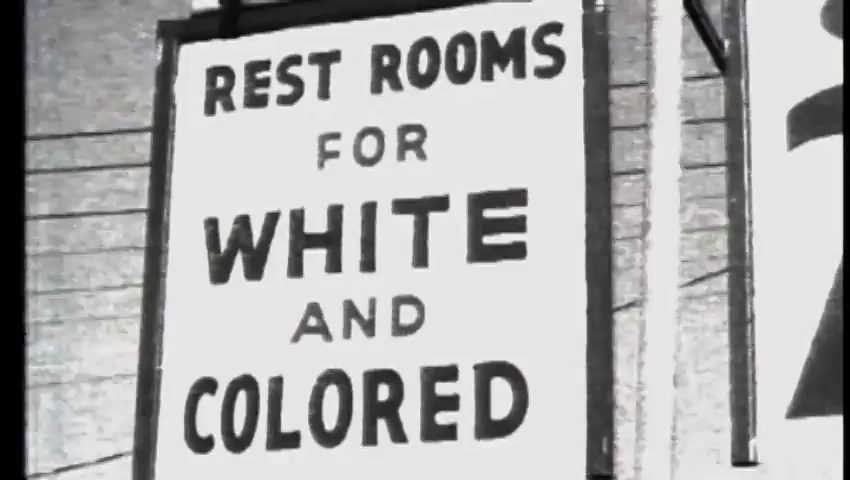 REST ROOMS
FOR
WHITE
AND
COLORED